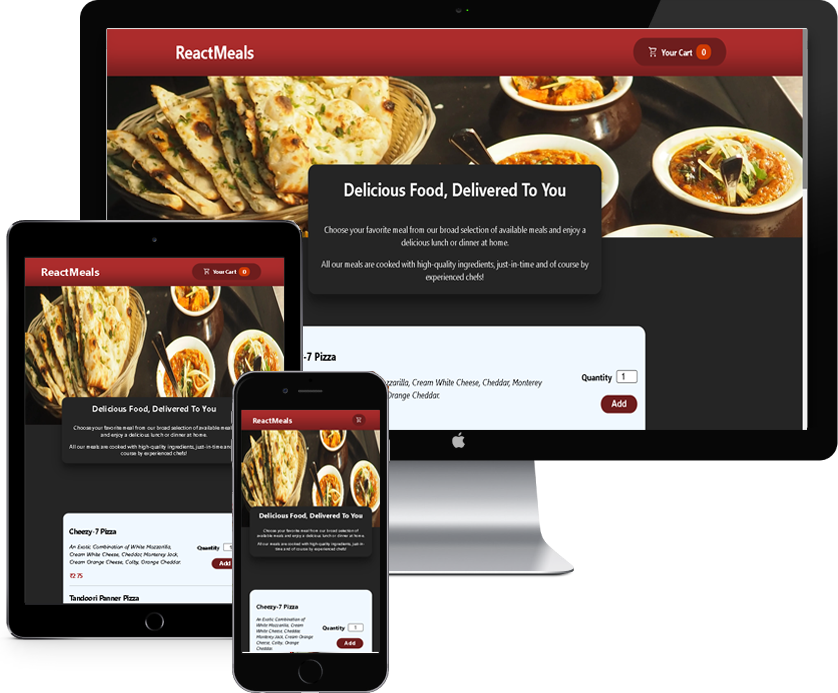 ReactMeals
Your Cart 0
Delicious Food, Delivered To You
Choose your favorite meal from our broad selection of available meals and enjoy a
delicious lunch or dinner at home.
All our meals are cooked with high-quality ingredients, just-in-time and of course by
experienced chefs!
-7 Pizza
zzarilla, Cream White Cheese, Cheddar, Monterey
Orange Cheddar.
Quantity 1
Add
ReactMeals
Your Cart 0
Delicious Food, Delivered To You
Choose your favorite meal from our broad selection of available meals
and enjoy a delicious lunch or dinner at home.
All our meals are cooked with high-quality ingredients, just-in-time and
course by experienced chefs!
Cheezy-7 Pizza
An Exotic Combination of White Mozzarilla,
Cream White Cheese, Cheddar, Monterey Jack,
Cream Orange Cheese, Colby, Orange Cheddar.
₹275
Quantity 1
Add
Tandoori Panner Pizza
ReactMeals
Delicious Food, Delivered To You
Choose your favorite meal from our broad selection of
available meals and enjoy a delicious lunch or dinner at home.
All our meals are cooked with high-quality ingredients, just-in-
time and of course by experienced chefs!
Cheezy-7 Pizza
An Exotic Combination of
White Mozzarilla, Cream
White Cheese, Cheddar,
Monterey Jack, Cream Orange
Cheese, Colby, Orange
Cheddar.
Quantity 1
Add